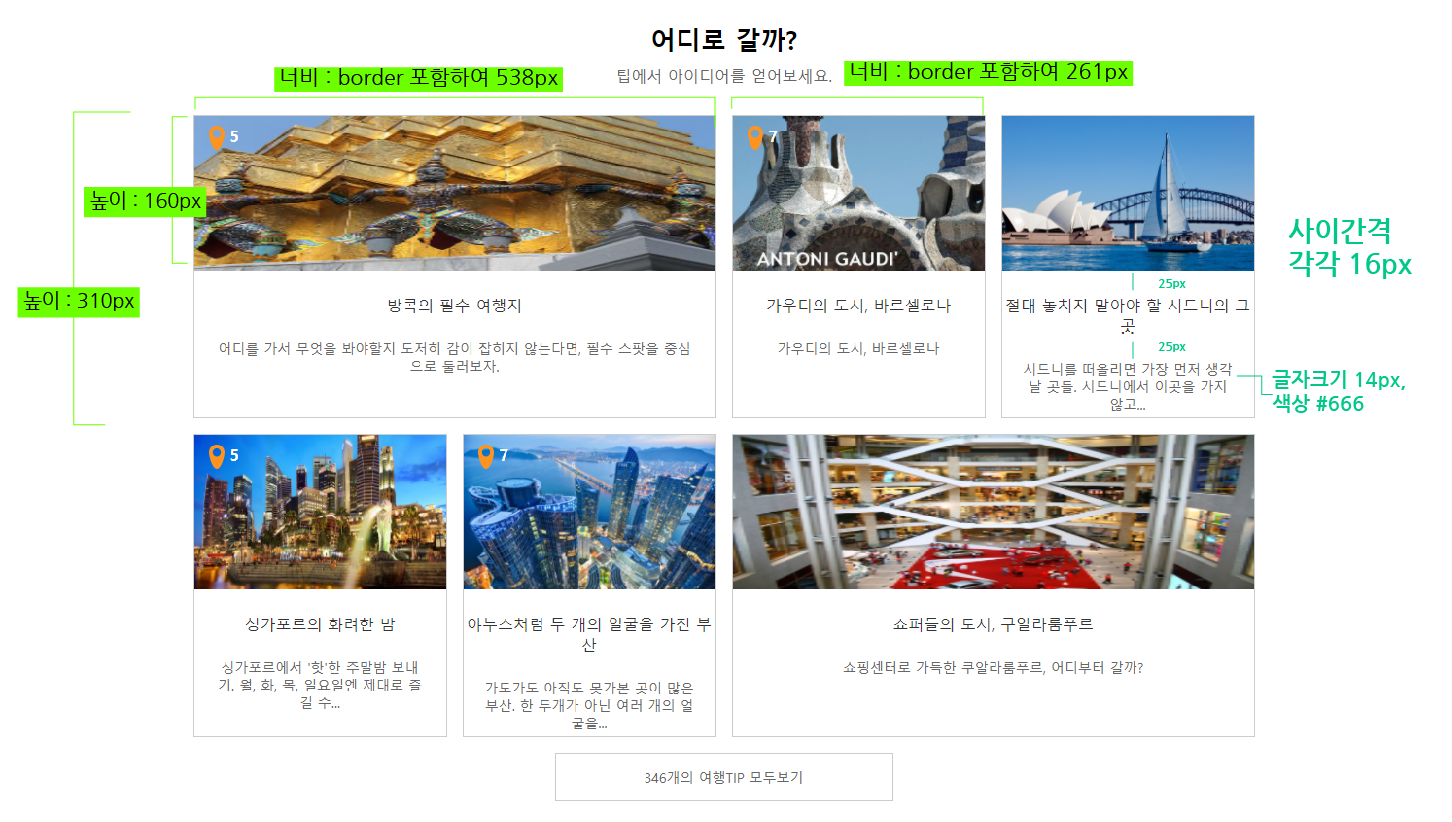 어디로 갈까?
너비 : border 포함하여 538px
팁에서 아이디어를 얻어보세요.
너비 : border 포함하여 261px
5
7
높이 : 160px
높이 : 310px
ANTONI GAUDI'
사이간격
각각 16px
25px
방콕의 필수 여행지
가우디의 도시, 바르셀로나
절대 놓치지 말아야 할 시드니의 그
곳
25px
어디를 가서 무엇을 봐야할지 도저히 감이 잡히지 않는다면, 필수 스팟을 중심
으로 둘러보자.
가우디의 도시, 바르셀로나
시드니를 떠올리면 가장 먼저 생각
날 곳들. 시드니에서 이곳을 가지
않고...
글자크기 14px,
색상 #666
5
7
싱가포르의 화려한 밤
야누스처럼 두 개의 얼굴을 가진 부
산
쇼퍼들의 도시, 구일라룸푸르
싱가포르에서 '핫'한 주말밤 보내
기. 월, 화, 목, 일요일엔 제대로 즐
길 수...
가도가도 아직도 못가본 곳이 많은
부산. 한 두개가 아닌 여러 개의 얼
굴을...
쇼핑센터로 가득한 쿠알라룸푸르, 어디부터 갈까?
346개의 여행TIP 모두보기